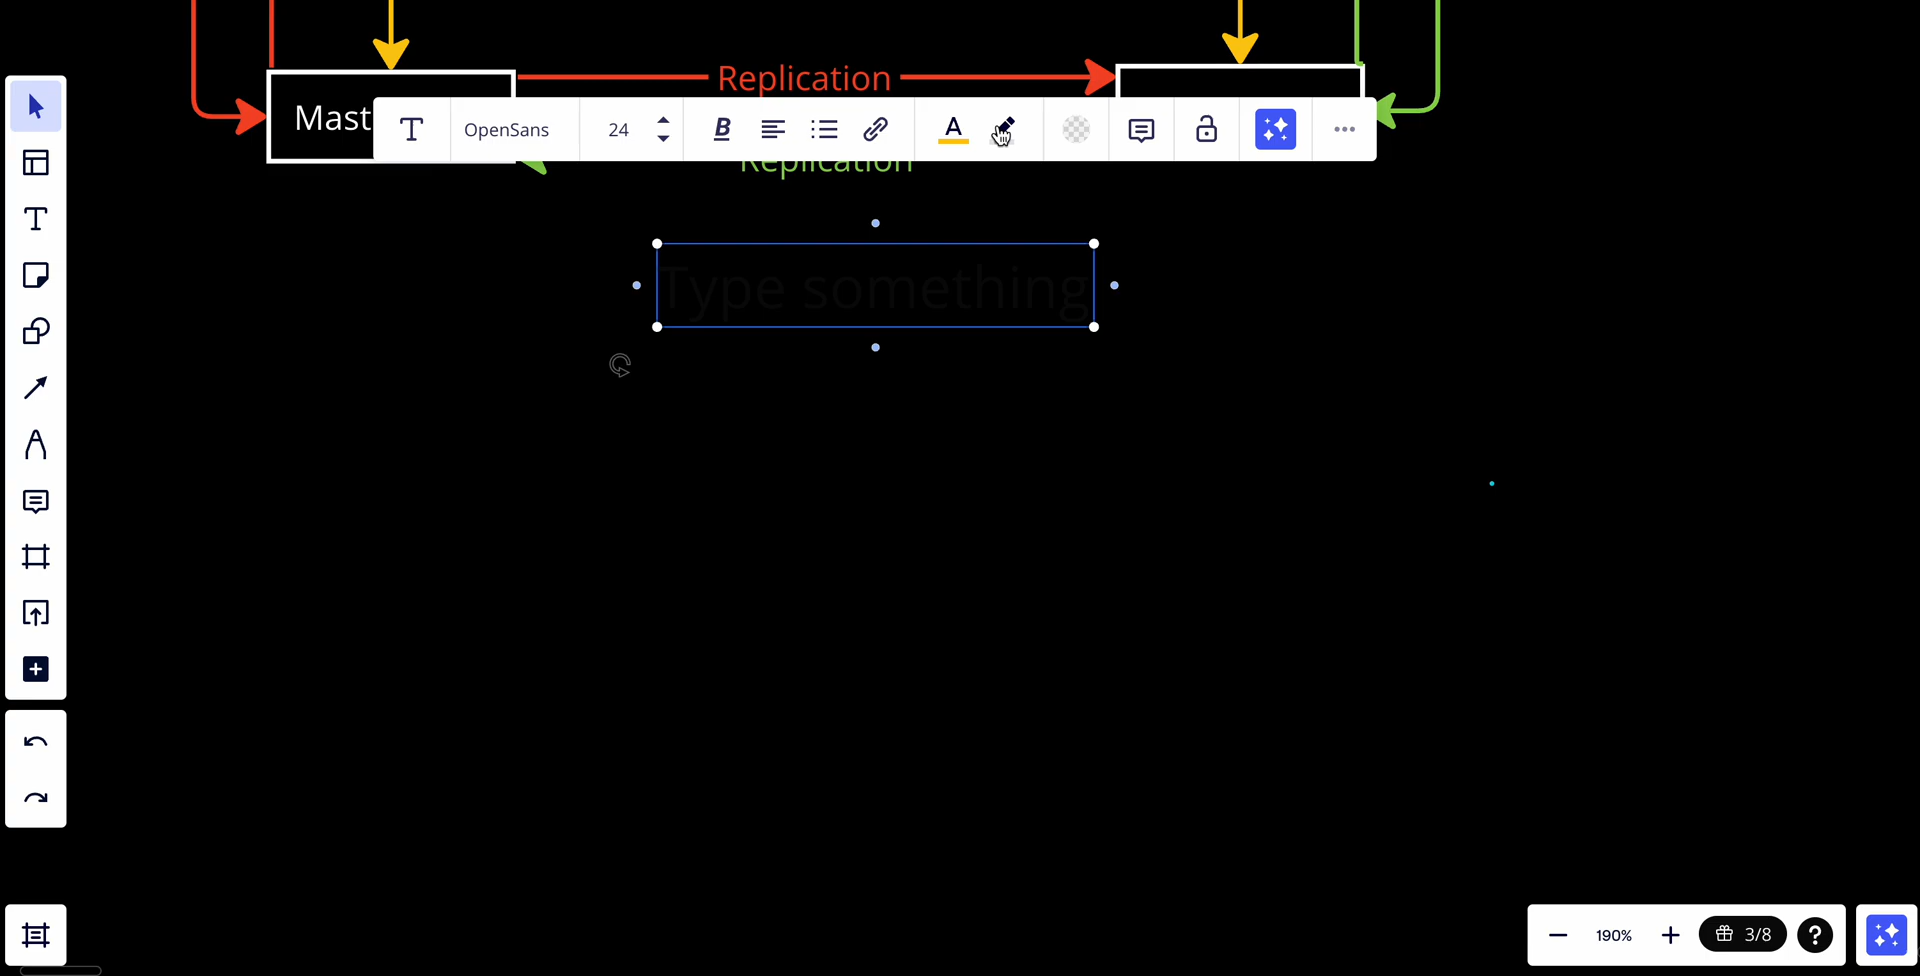 Replication
Mast
OpenSans
24
B
A
Replication
Type something
190%
3/8
?